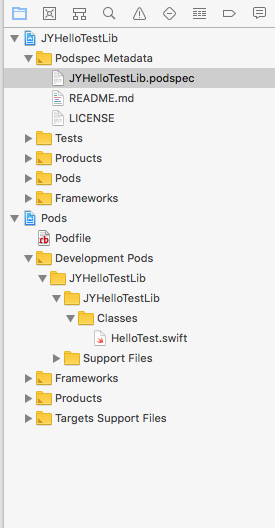 JYHelloTestLib
Podspec Metadata
JYHelloTestLib.podspec
README.md
LICENSE
Tests
Products
Pods
Frameworks
Pods
rb Podfile
Development Pods
JYHelloTestLib
JYHelloTestLib
Classes
HelloTest.swift
Support Files
Frameworks
Products
Targets Support Files